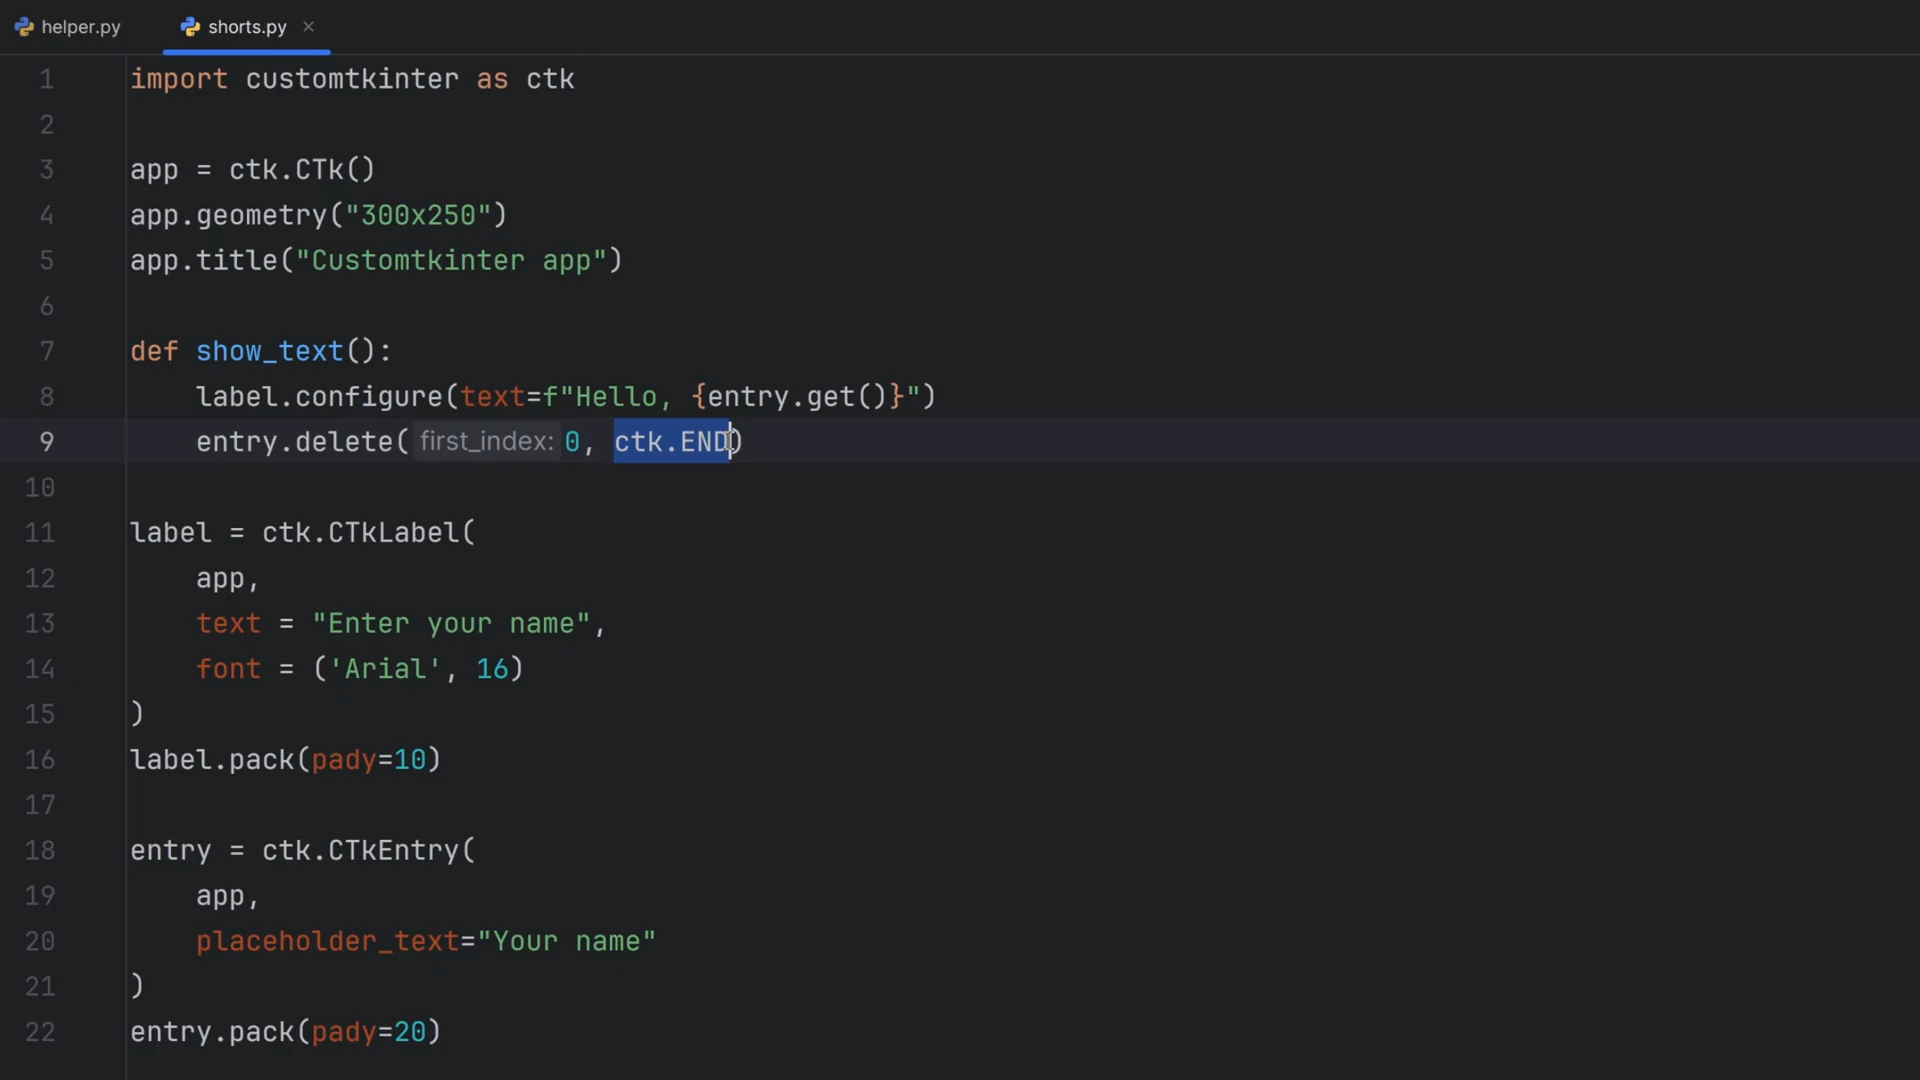 helper.py
shorts.py ×
1 import customtkinter as ctk
2
3 app = ctk.CTk()
4 app.geometry("300x250")
5 app.title("Customtkinter app")
6
7 def show_text():
8     label.configure(text=f"Hello, {entry.get()}")
9     entry.delete(first_index: 0, ctk.END)
10
11 label = ctk.CTkLabel(
12     app,
13     text = "Enter your name",
14     font = ('Arial', 16)
15 )
16 label.pack(pady=10)
17
18 entry = ctk.CTkEntry(
19     app,
20     placeholder_text="Your name"
21 )
22 entry.pack(pady=20)